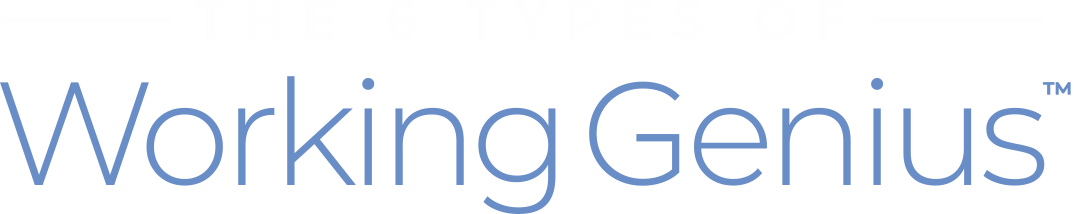 THE 6 TYPES OF
Working Genius™